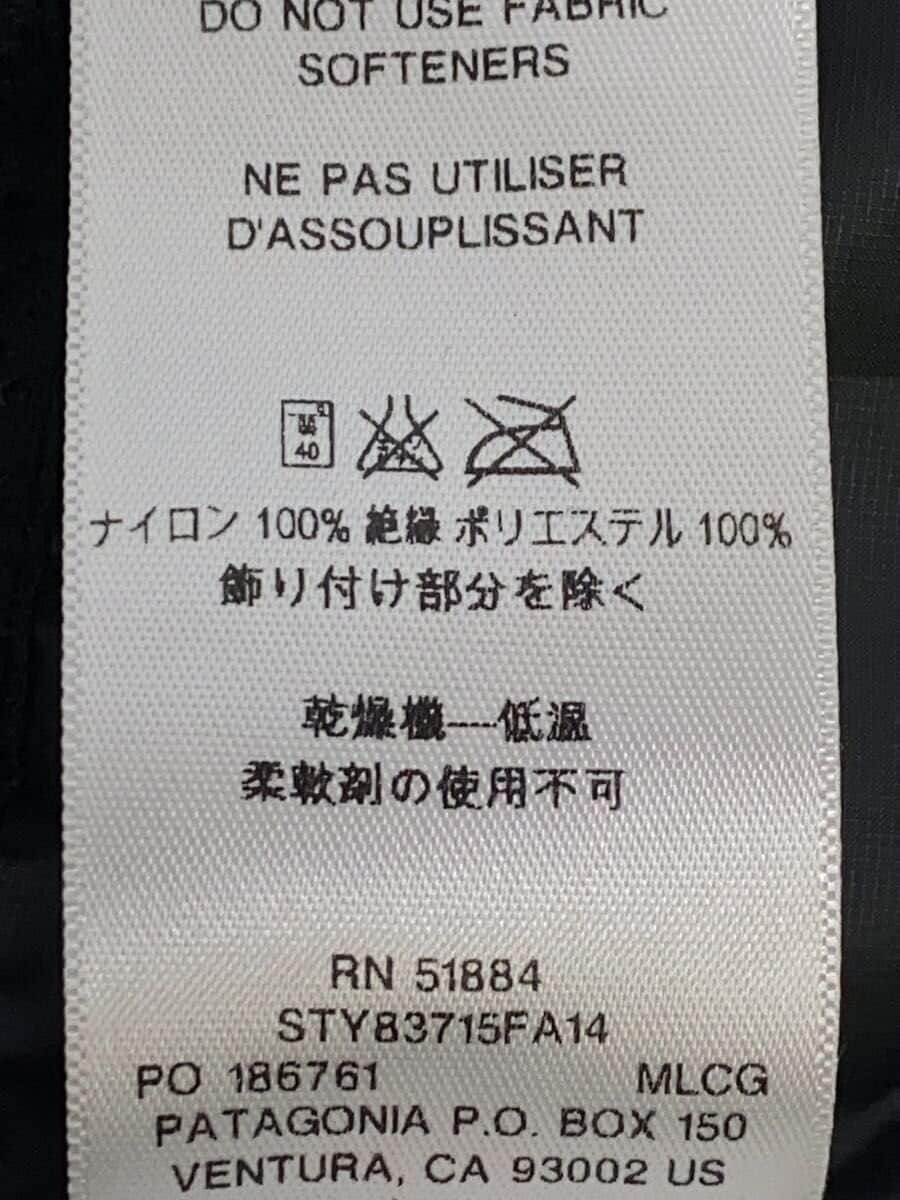 DO NOT USE FABRIC
SOFTENERS
NE PAS UTILISER
D'ASSOUPLISSANT
40
ナイロン 100% 絶縁 ポリエステル 100%
飾り付け部分を除く
乾燥機—低温
柔軟剤の使用不可
RN 51884
STY83715FA14
PO 186761 MLCG
PATAGONIA P.O. BOX 150
VENTURA, CA 93002 US